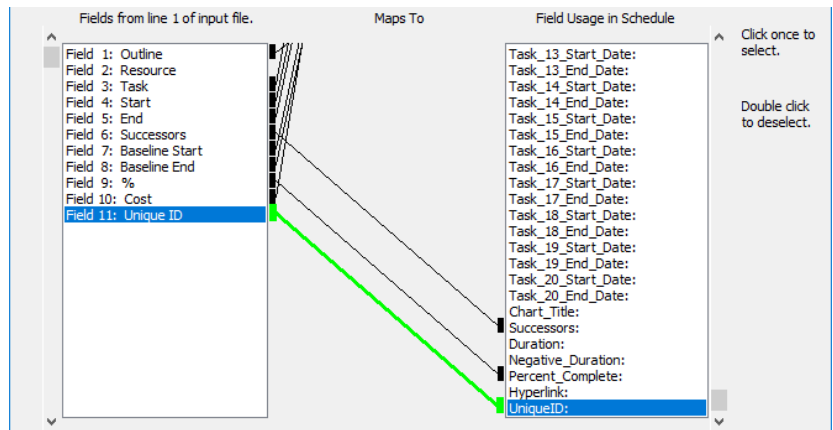 Fields from line 1 of input file.
Maps To
Field Usage in Schedule
Click once to
select.
Double click
to deselect.
Field 1: Outline
Field 2: Resource
Field 3: Task
Field 4: Start
Field 5: End
Field 6: Successors
Field 7: Baseline Start
Field 8: Baseline End
Field 9: %
Field 10: Cost
Field 11: Unique ID
Task_13_Start_Date:
Task_13_End_Date:
Task_14_Start_Date:
Task_14_End_Date:
Task_15_Start_Date:
Task_15_End_Date:
Task_16_Start_Date:
Task_16_End_Date:
Task_17_Start_Date:
Task_17_End_Date:
Task_18_Start_Date:
Task_18_End_Date:
Task_19_Start_Date:
Task_19_End_Date:
Task_20_Start_Date:
Task_20_End_Date:
Chart_Title:
Successors:
Duration:
Negative_Duration:
Percent_Complete:
Hyperlink:
UniqueID: